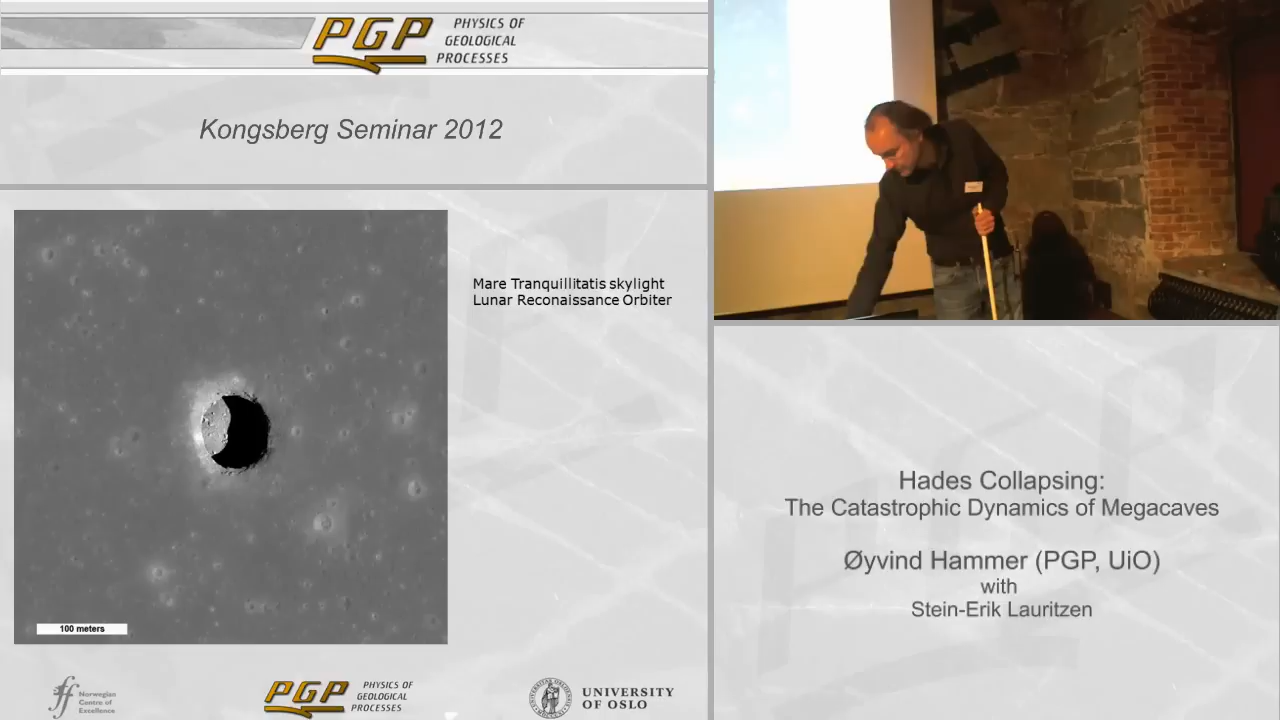 PGP
PHYSICS OF
GEOLOGICAL
PROCESSES
Kongsberg Seminar 2012
Mare Tranquillitatis skylight
Lunar Reconaissance Orbiter
100 meters
Hades Collapsing:
The Catastrophic Dynamics of Megacaves
Øyvind Hammer (PGP, UiO)
with
Stein-Erik Lauritzen
Norwegian
Centre of
Excellence
PGP
PHYSICS OF
GEOLOGICAL
PROCESSES
UNIVERSITY
OF OSLO